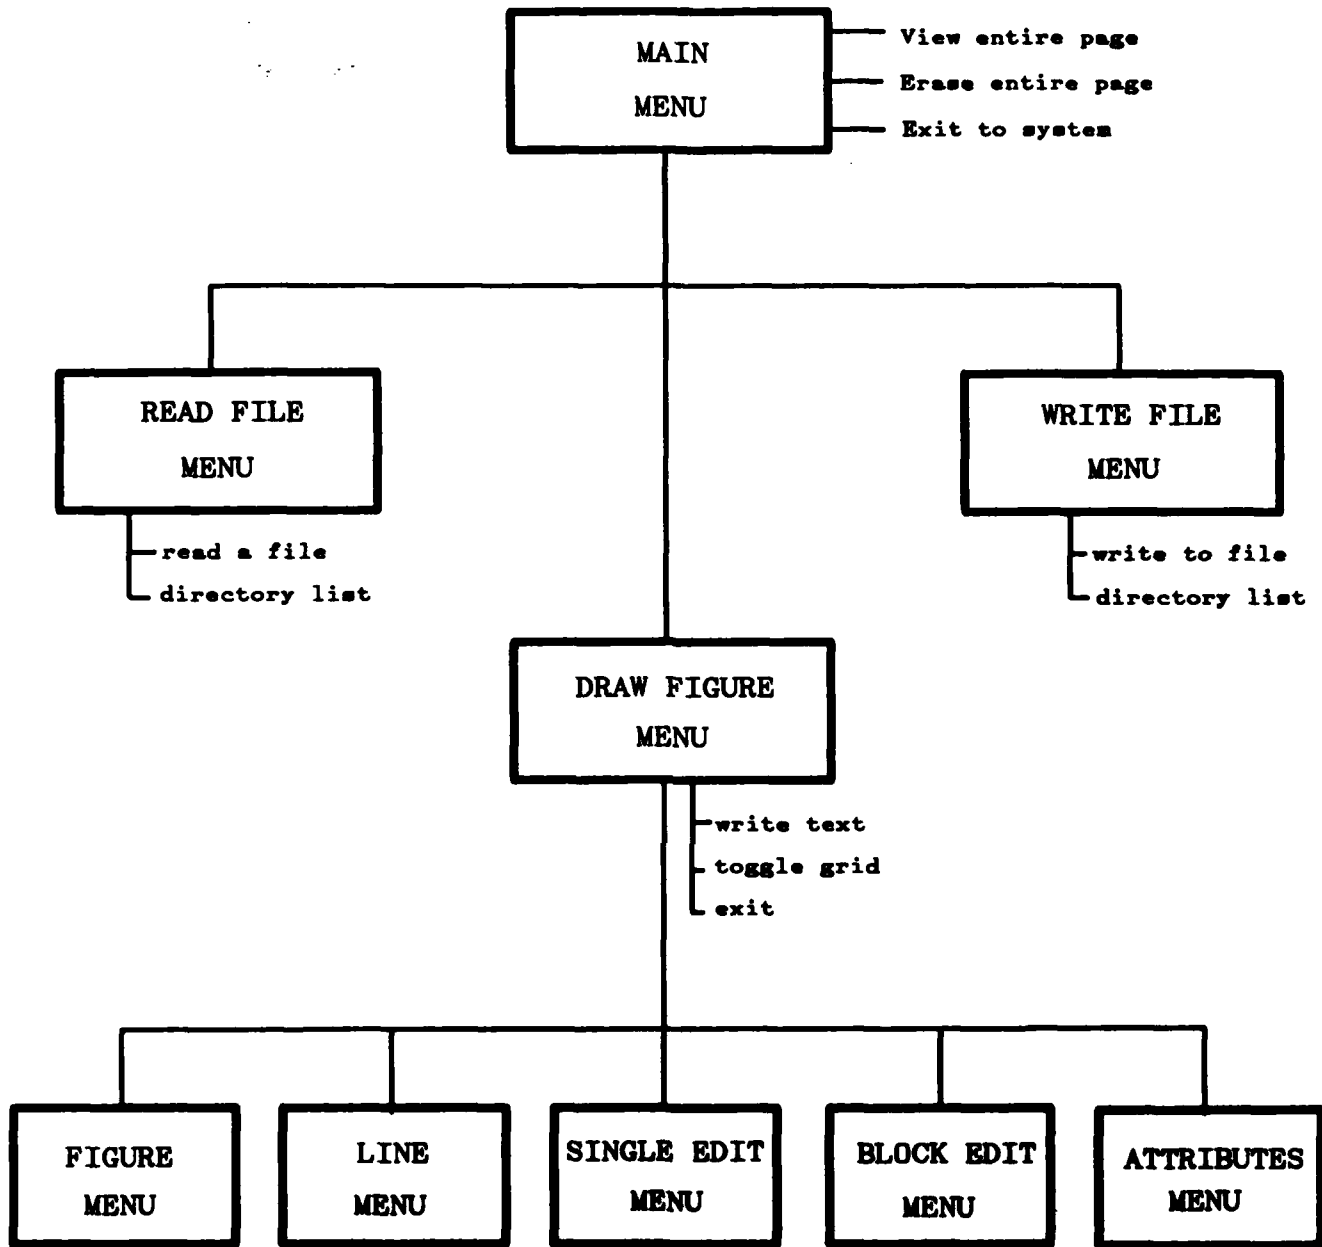 MAIN
MENU
View entire page
Erase entire page
Exit to system
READ FILE
MENU
read a file
directory list
WRITE FILE
MENU
write to file
directory list
DRAW FIGURE
MENU
write text
toggle grid
exit
FIGURE
MENU
LINE
MENU
SINGLE EDIT
MENU
BLOCK EDIT
MENU
ATTRIBUTES
MENU